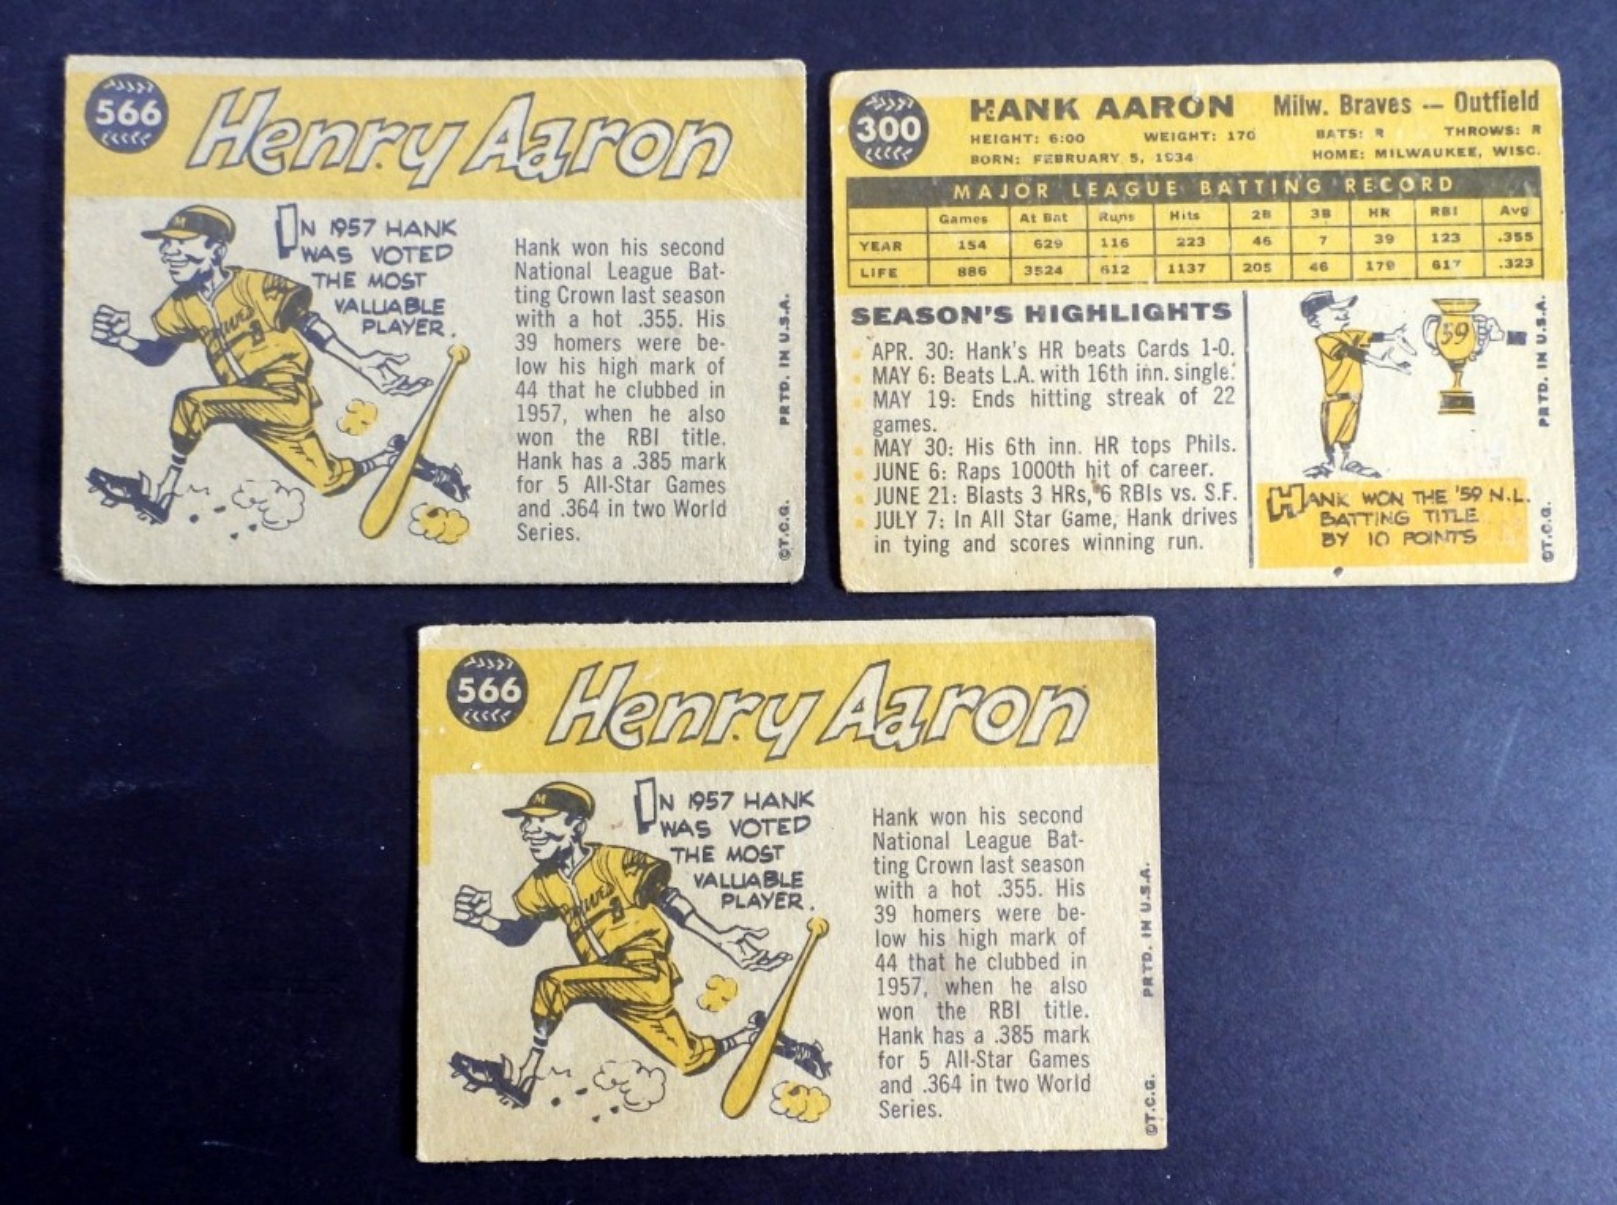 566
Henry Aaron
IN 1957 HANK
WAS VOTED
THE MOST
VALUABLE
PLAYER.
Hank won his second
National League Bat-
ting Crown last season
with a hot .355. His
39 homers were be-
low his high mark of
44 that he clubbed in
1957, when he also
won the RBI title.
Hank has a .385 mark
for 5 All-Star Games
and .364 in two World
Series.
M
Braves
©T.C.G. PRTD. IN U.S.A.
300
HANK AARON Milw. Braves — Outfield
HEIGHT: 6:00 WEIGHT: 170 BATS: R THROWS: R
BORN: FEBRUARY 5, 1934 HOME: MILWAUKEE, WISC.
MAJOR LEAGUE BATTING RECORD
Games At Bat Runs Hits 2B 3B HR RBI Avg
YEAR 154 629 116 223 46 7 39 123 .355
LIFE 886 3524 612 1137 205 46 179 617 .323
SEASON'S HIGHLIGHTS
APR. 30: Hank's HR beats Cards 1-0.
MAY 6: Beats L.A. with 16th inn. single.
MAY 19: Ends hitting streak of 22
games.
MAY 30: His 6th inn. HR tops Phils.
JUNE 6: Raps 1000th hit of career.
JUNE 21: Blasts 3 HRs, 6 RBIs vs. S.F.
JULY 7: In All Star Game, Hank drives
in tying and scores winning run.
59
HANK WON THE '59 N.L.
BATTING TITLE
BY 10 POINTS
©T.C.G. PRTD. IN U.S.A.
566
Henry Aaron
IN 1957 HANK
WAS VOTED
THE MOST
VALUABLE
PLAYER.
Hank won his second
National League Bat-
ting Crown last season
with a hot .355. His
39 homers were be-
low his high mark of
44 that he clubbed in
1957, when he also
won the RBI title.
Hank has a .385 mark
for 5 All-Star Games
and .364 in two World
Series.
M
Braves
©T.C.G. PRTD. IN U.S.A.